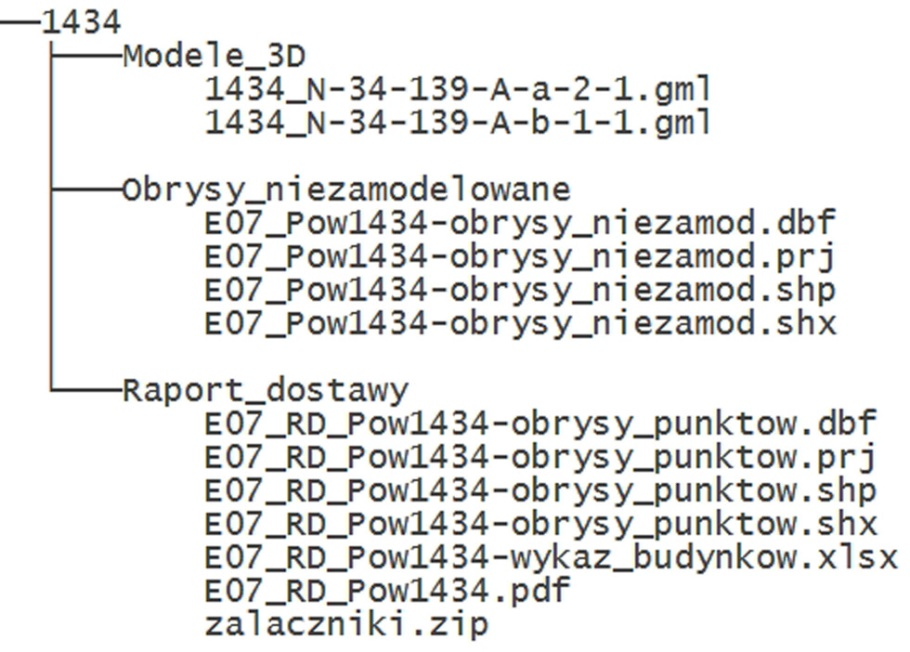 1434
Modele_3D
1434_N-34-139-A-a-2-1.gml
1434_N-34-139-A-b-1-1.gml
Obrysy_niezamodelowane
E07_Pow1434-obrysy_niezamod.dbf
E07_Pow1434-obrysy_niezamod.prj
E07_Pow1434-obrysy_niezamod.shp
E07_Pow1434-obrysy_niezamod.shx
Raport_dostawy
E07_RD_Pow1434-obrysy_punktow.dbf
E07_RD_Pow1434-obrysy_punktow.prj
E07_RD_Pow1434-obrysy_punktow.shp
E07_RD_Pow1434-obrysy_punktow.shx
E07_RD_Pow1434-wykaz_budynkow.xlsx
E07_RD_Pow1434.pdf
zalaczniki.zip